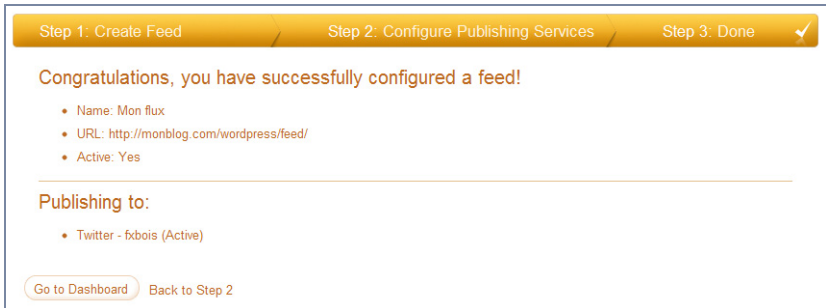 Step 1: Create Feed Step 2: Configure Publishing Services Step 3: Done
Congratulations, you have successfully configured a feed!
Name: Mon flux
URL: http://monblog.com/wordpress/feed/
Active: Yes
Publishing to:
Twitter - fxbois (Active)
Go to Dashboard Back to Step 2